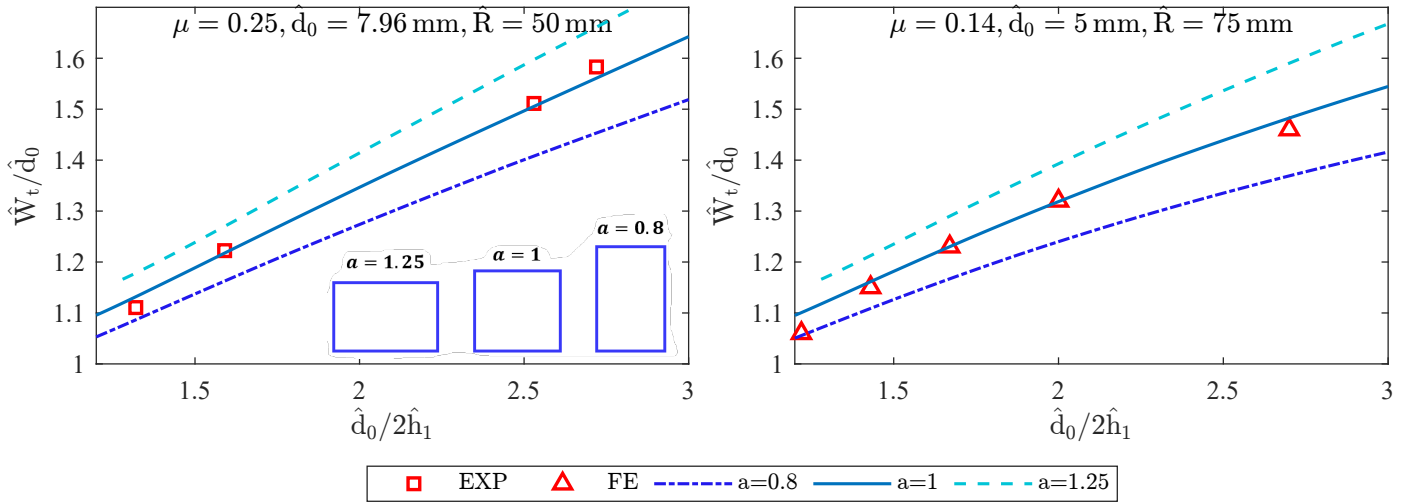 μ = 0.25, d̂₀ = 7.96 mm, R̂ = 50 mm
1.6
1.5
1.4
1.3
1.2
1.1
1
Ŵₜ/d̂₀
a = 1.25
a = 1
a = 0.8
1.5
2
2.5
3
d̂₀/2ĥ₁
μ = 0.14, d̂₀ = 5 mm, R̂ = 75 mm
1.6
1.5
1.4
1.3
1.2
1.1
1
Ŵₜ/d̂₀
1.5
2
2.5
3
d̂₀/2ĥ₁
EXP FE a=0.8 a=1 a=1.25